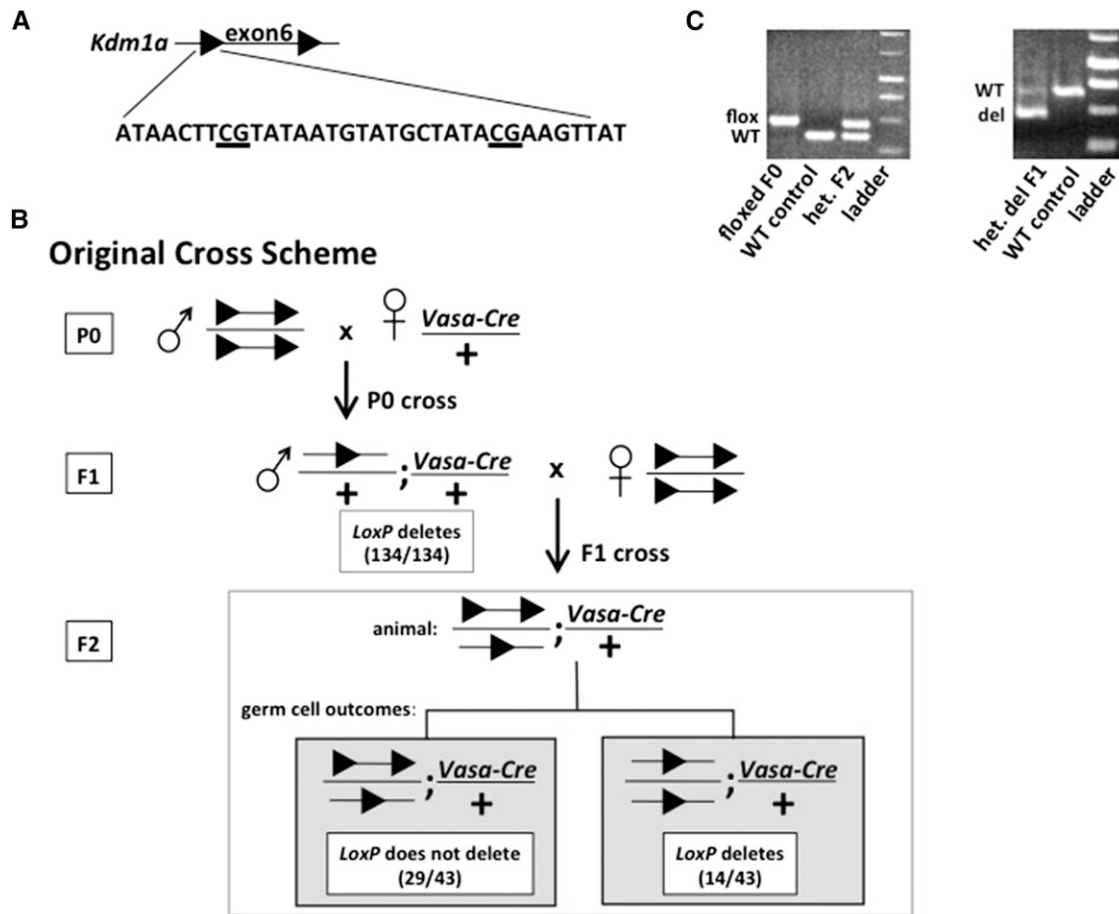 A
Kdm1a
exon6
ATAACTTCGTATAATGTATGCTATACGAAGTTAT
B
Original Cross Scheme
P0
♂ x ♀ Vasa-Cre
+
P0 cross
F1
♂ ; Vasa-Cre x ♀
+ +
LoxP deletes
(134/134)
F1 cross
F2
animal: ; Vasa-Cre
+
germ cell outcomes:
; Vasa-Cre
+
LoxP does not delete
(29/43)
; Vasa-Cre
+
LoxP deletes
(14/43)
C
flox
WT
floxed F0
WT control
het. F2
ladder
WT
del
het. del F1
WT control
ladder